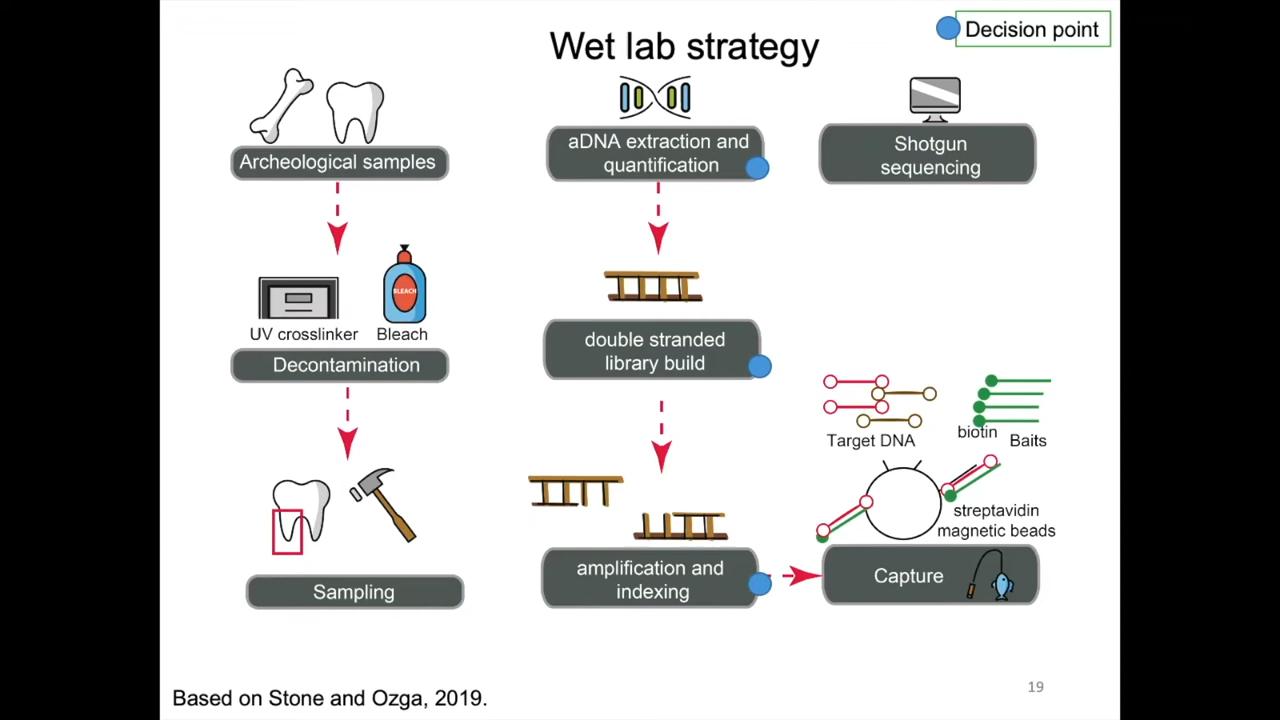 Wet lab strategy
Decision point
Archeological samples
UV crosslinker
Bleach
BLEACH
Decontamination
Sampling
aDNA extraction and
quantification
double stranded
library build
amplification and
indexing
Shotgun
sequencing
Target DNA
biotin
Baits
streptavidin
magnetic beads
Capture
Based on Stone and Ozga, 2019.
19